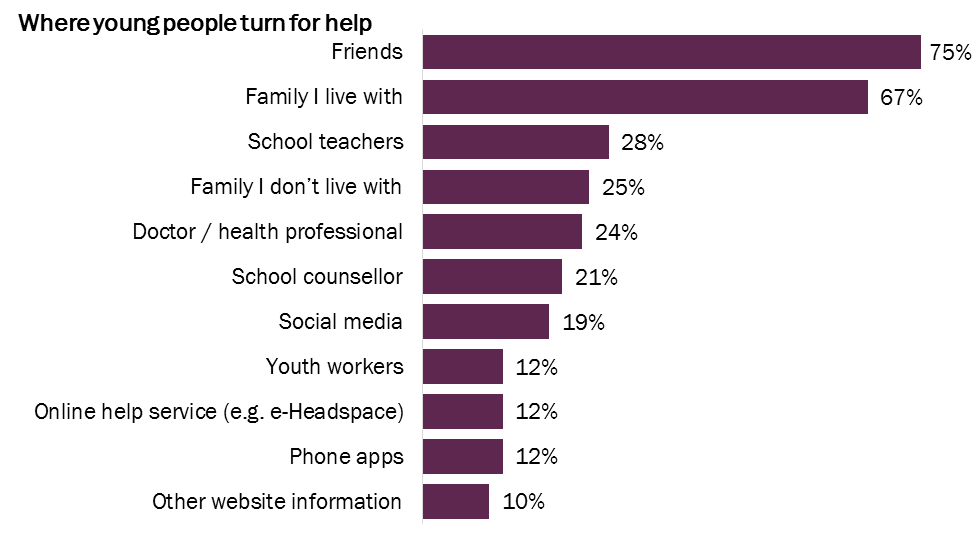 Where young people turn for help
Friends 75%
Family I live with 67%
School teachers 28%
Family I don’t live with 25%
Doctor / health professional 24%
School counsellor 21%
Social media 19%
Youth workers 12%
Online help service (e.g. e-Headspace) 12%
Phone apps 12%
Other website information 10%